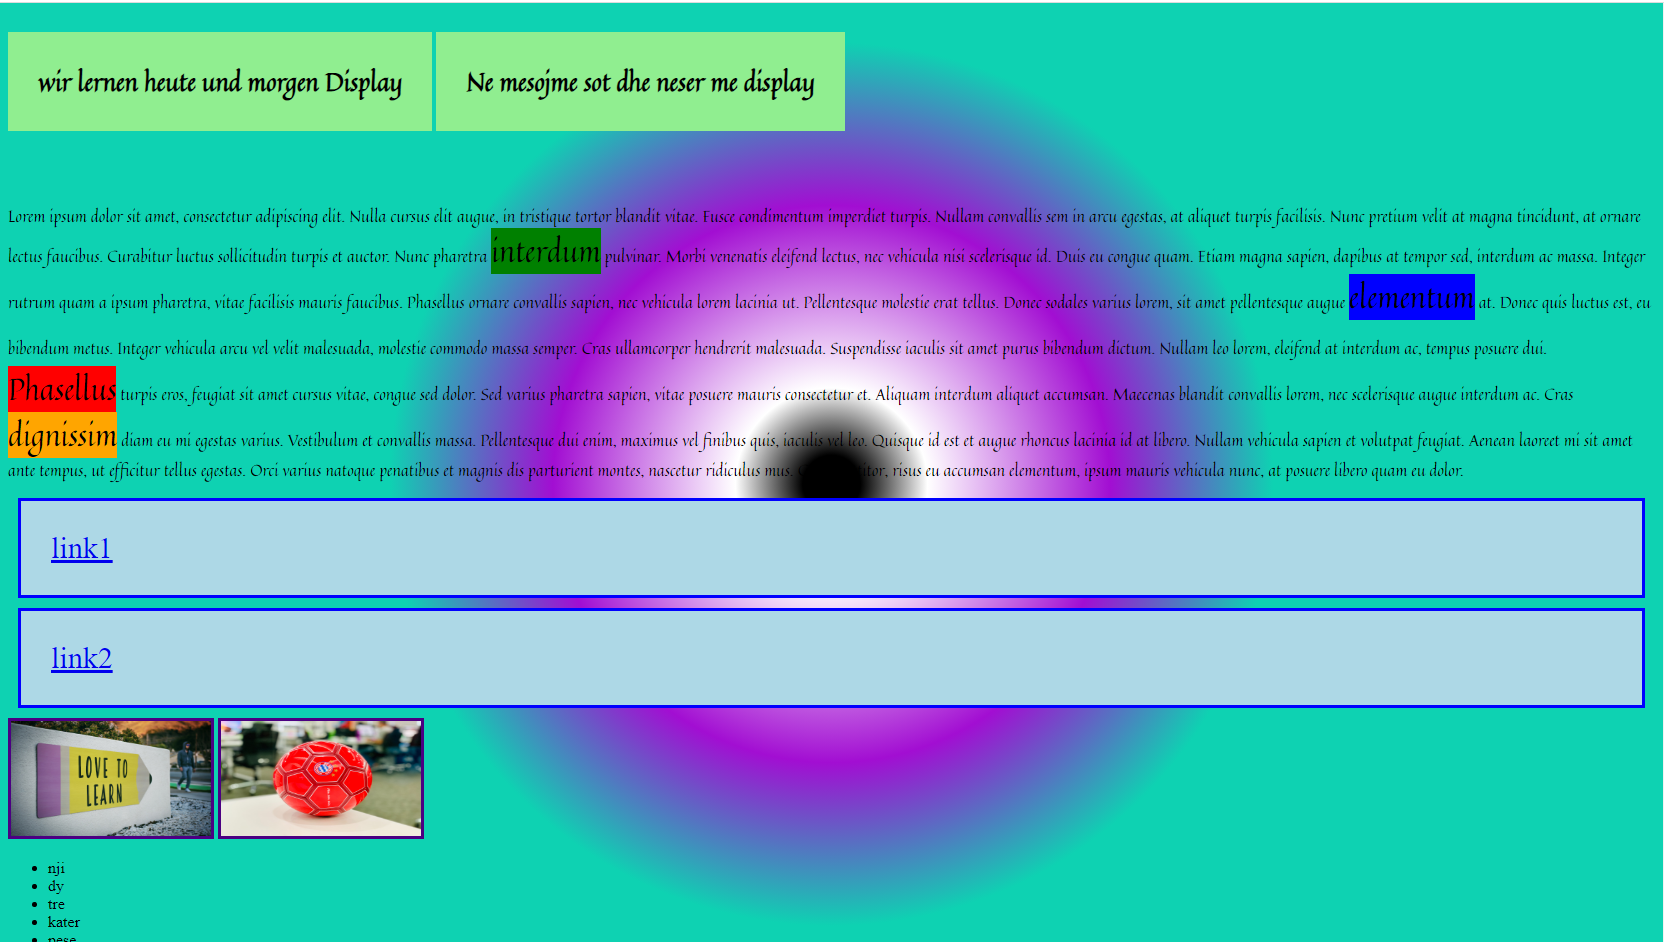 wir lernen heute und morgen Display
Ne mesojme sot dhe neser me display
Lorem ipsum dolor sit amet, consectetur adipiscing elit. Nulla cursus elit augue, in tristique tortor blandit vitae. Fusce condimentum imperdiet turpis. Nullam convallis sem in arcu egestas, at aliquet turpis facilisis. Nunc pretium velit at magna tincidunt, at ornare
lectus faucibus. Curabitur luctus sollicitudin turpis et auctor. Nunc pharetra interdum pulvinar. Morbi venenatis eleifend lectus, nec vehicula nisi scelerisque id. Duis eu congue quam. Etiam magna sapien, dapibus at tempor sed, interdum ac massa. Integer
rutrum quam a ipsum pharetra, vitae facilisis mauris faucibus. Phasellus ornare convallis sapien, nec vehicula lorem lacinia ut. Pellentesque molestie erat tellus. Donec sodales varius lorem, sit amet pellentesque augue elementum at. Donec quis luctus est, eu
bibendum metus. Integer vehicula arcu vel velit malesuada, molestie commodo massa semper. Cras ullamcorper hendrerit malesuada. Suspendisse iaculis sit amet purus bibendum dictum. Nullam leo lorem, eleifend at interdum ac, tempus posuere dui.
Phasellus turpis eros, feugiat sit amet cursus vitae, congue sed dolor. Sed varius pharetra sapien, vitae posuere mauris consectetur et. Aliquam interdum aliquet accumsan. Maecenas blandit convallis lorem, nec scelerisque augue interdum ac. Cras
dignissim diam eu mi egestas varius. Vestibulum et convallis massa. Pellentesque dui enim, maximus vel finibus quis, iaculis vel leo. Quisque id est et augue rhoncus lacinia id at libero. Nullam vehicula sapien et volutpat feugiat. Aenean laoreet mi sit amet
ante tempus, ut efficitur tellus egestas. Orci varius natoque penatibus et magnis dis parturient montes, nascetur ridiculus mus. risus eu accumsan elementum, ipsum mauris vehicula nunc, at posuere libero quam eu dolor.
link1
link2
LOVE TO
LEARN
nji
dy
tre
kater
pese